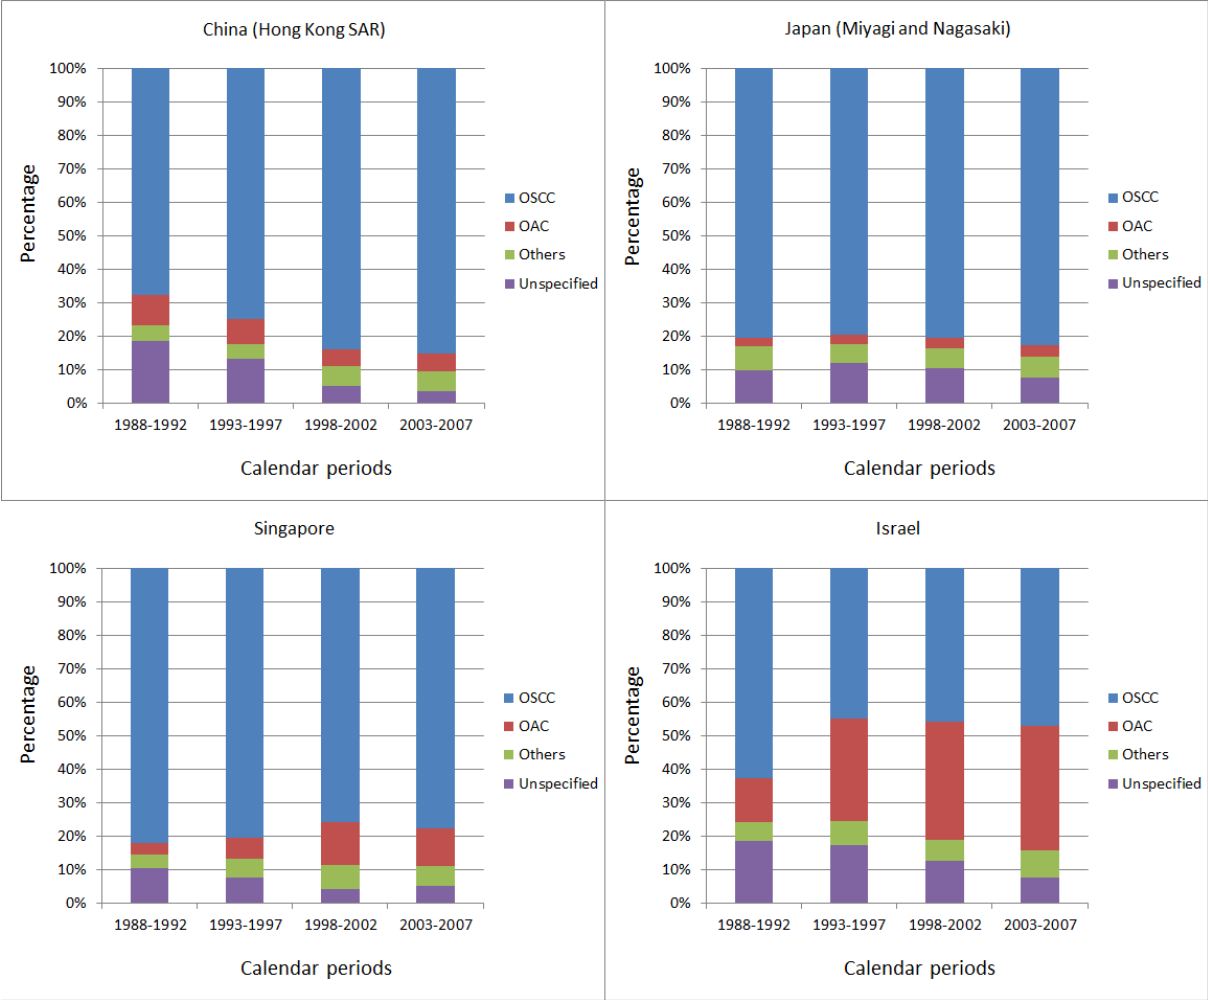 China (Hong Kong SAR)
100%
90%
80%
70%
60%
50%
40%
30%
20%
10%
0%
Percentage
1988-1992 1993-1997 1998-2002 2003-2007
Calendar periods
OSCC
OAC
Others
Unspecified
Japan (Miyagi and Nagasaki)
100%
90%
80%
70%
60%
50%
40%
30%
20%
10%
0%
Percentage
1988-1992 1993-1997 1998-2002 2003-2007
Calendar periods
OSCC
OAC
Others
Unspecified
Singapore
100%
90%
80%
70%
60%
50%
40%
30%
20%
10%
0%
Percentage
1988-1992 1993-1997 1998-2002 2003-2007
Calendar periods
OSCC
OAC
Others
Unspecified
Israel
100%
90%
80%
70%
60%
50%
40%
30%
20%
10%
0%
Percentage
1988-1992 1993-1997 1998-2002 2003-2007
Calendar periods
OSCC
OAC
Others
Unspecified